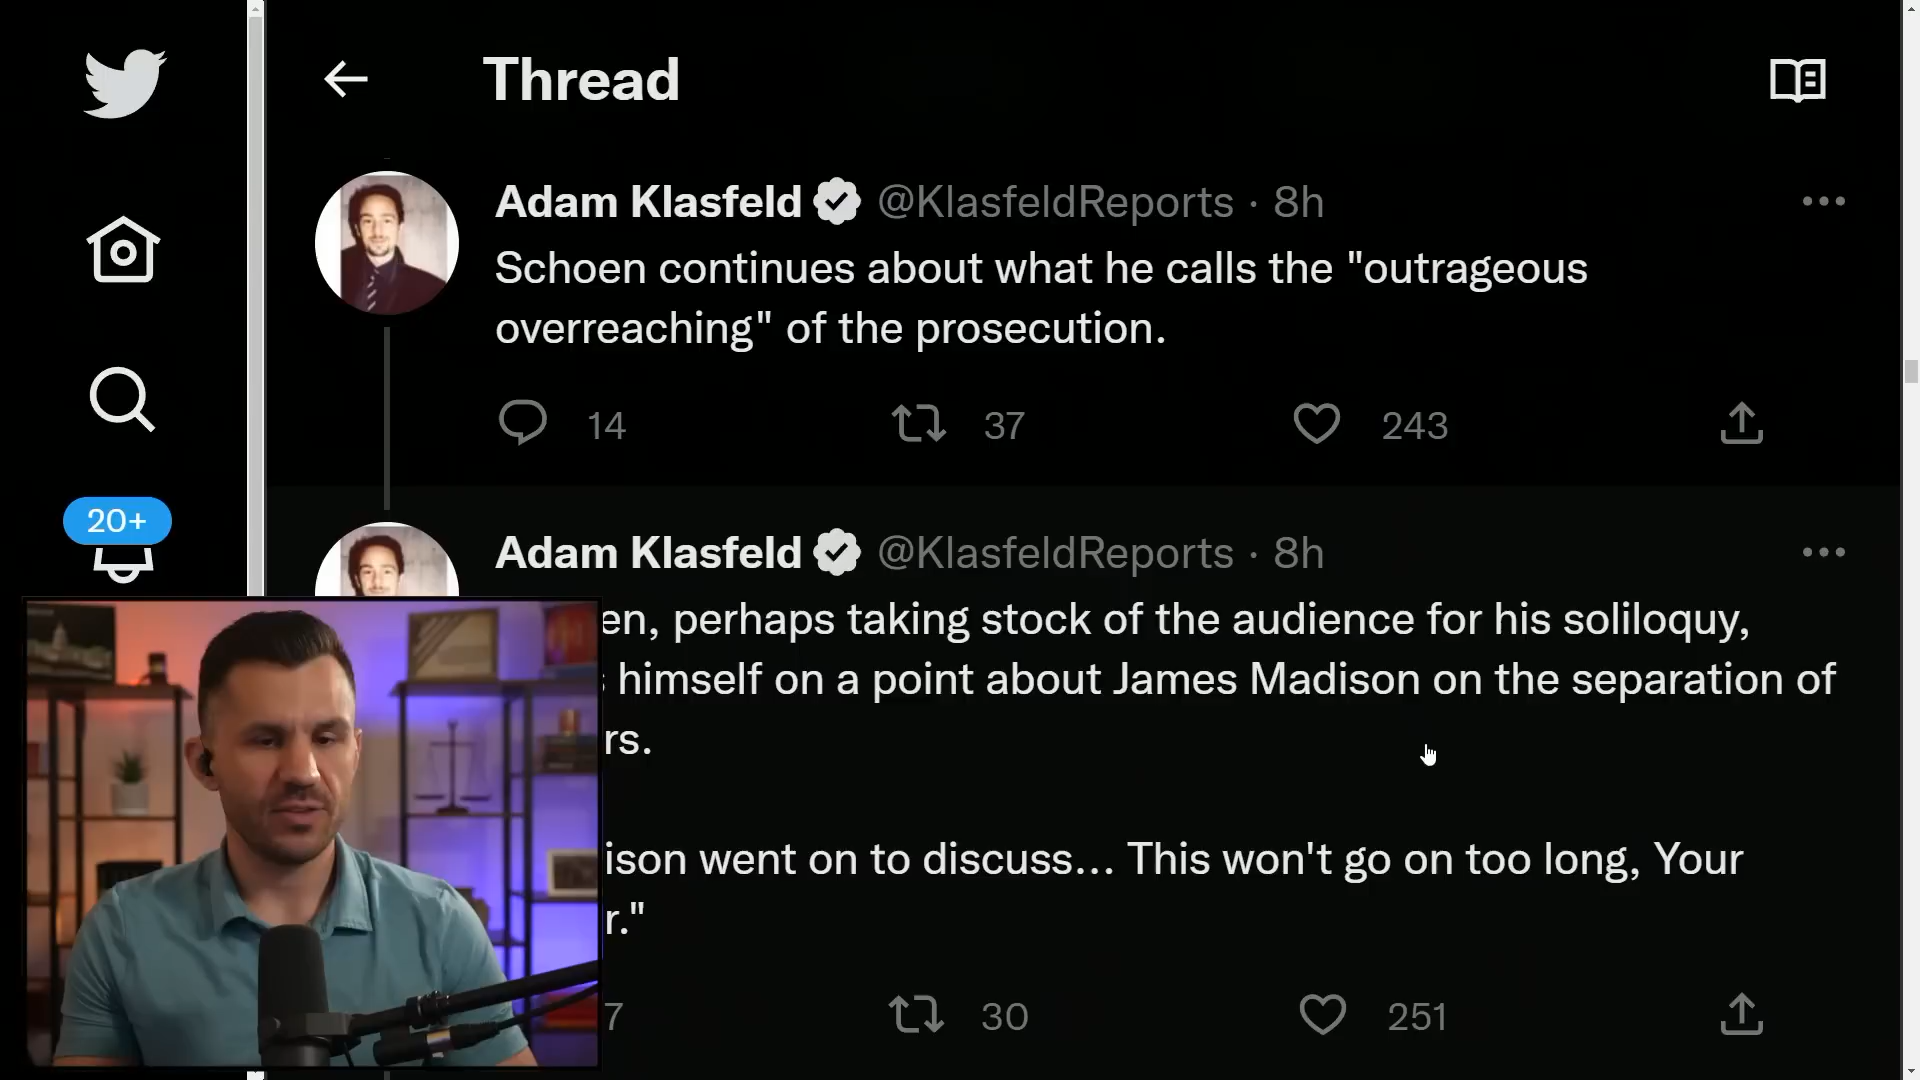 Thread
Adam Klasfeld @KlasfeldReports · 8h
Schoen continues about what he calls the "outrageous
overreaching" of the prosecution.
14 37 243
20+
Adam Klasfeld @KlasfeldReports · 8h
en, perhaps taking stock of the audience for his soliloquy,
himself on a point about James Madison on the separation of
rs.
ison went on to discuss... This won't go on too long, Your
r."
7 30 251